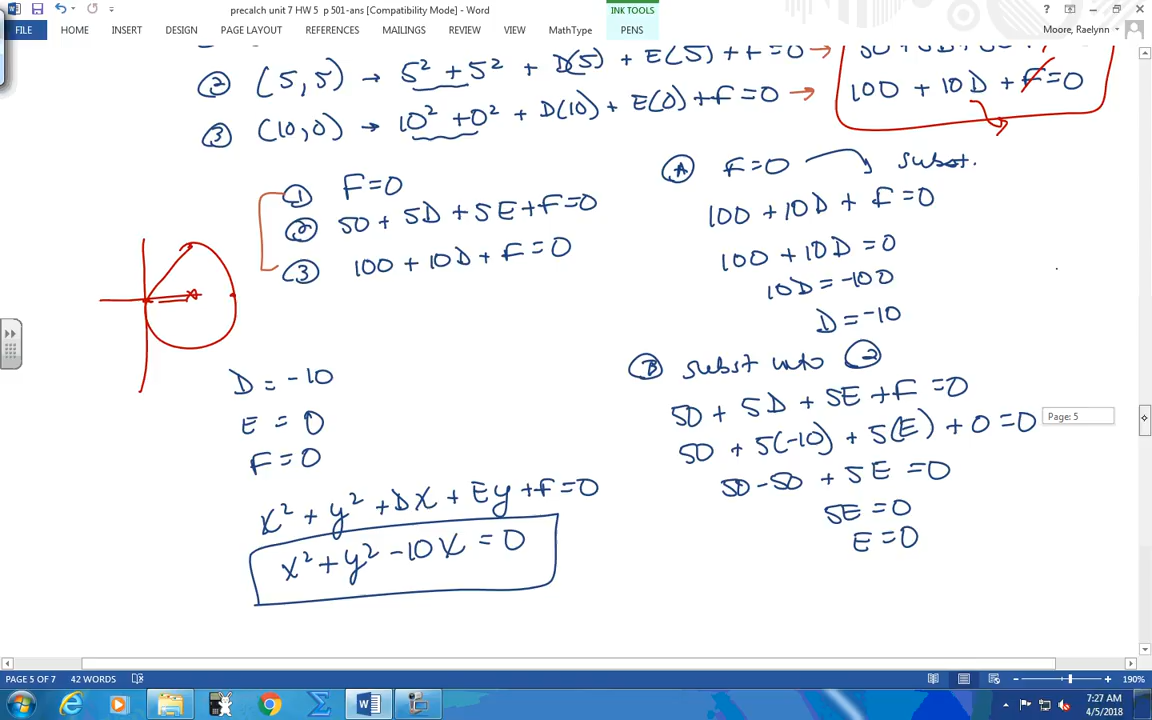 precalch unit 7 HW 5 p 501-ans [Compatibility Mode] - Word
INK TOOLS
FILE HOME INSERT DESIGN PAGE LAYOUT REFERENCES MAILINGS REVIEW VIEW MathType PENS
Moore, Raelynn
② (5,5) → 5² + 5² + D(5) + E(5) + F = 0 →
③ (10,0) → 10² + 0² + D(10) + E(0) + F = 0 →
100 + 10D + F = 0
① F = 0
② 50 + 5D + 5E + F = 0
③ 100 + 10D + F = 0
Ⓐ F = 0 subst.
100 + 10D + F = 0
100 + 10D = 0
10D = -100
D = -10
Ⓑ subst into ②
50 + 5D + 5E + F = 0
50 + 5(-10) + 5(E) + 0 = 0
50 - 50 + 5E = 0
5E = 0
E = 0
D = -10
E = 0
F = 0
x² + y² + Dx + Ey + F = 0
x² + y² - 10x = 0
Page: 5
PAGE 5 OF 7 42 WORDS 190%
7:27 AM
4/5/2018